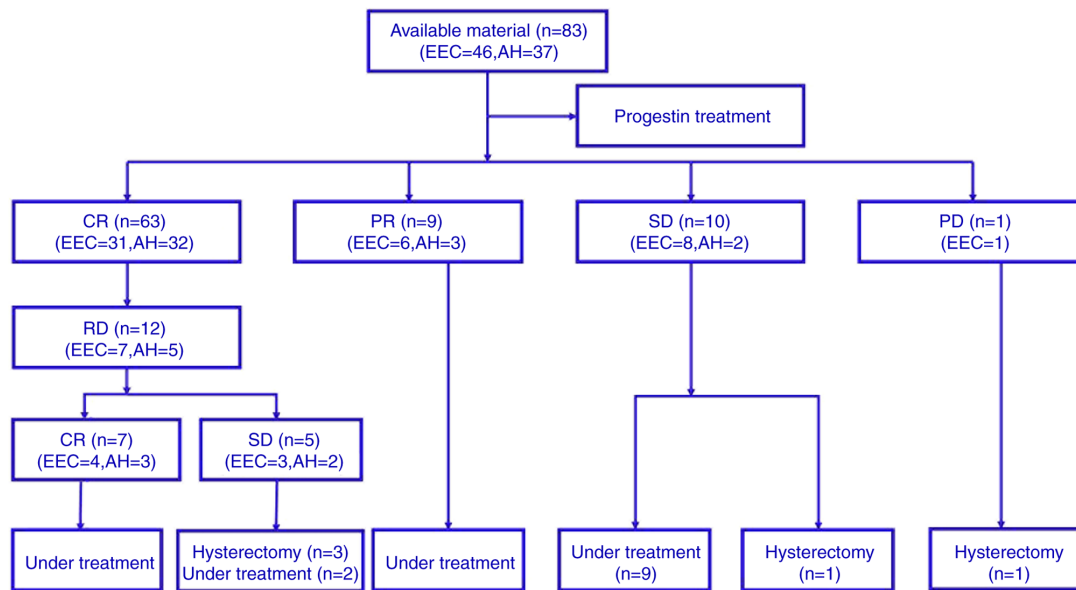 Available material (n=83)
(EEC=46,AH=37)
Progestin treatment
CR (n=63)
(EEC=31,AH=32)
PR (n=9)
(EEC=6,AH=3)
SD (n=10)
(EEC=8,AH=2)
PD (n=1)
(EEC=1)
RD (n=12)
(EEC=7,AH=5)
CR (n=7)
(EEC=4,AH=3)
SD (n=5)
(EEC=3,AH=2)
Under treatment
Hysterectomy (n=3)
Under treatment (n=2)
Under treatment
Under treatment
(n=9)
Hysterectomy
(n=1)
Hysterectomy
(n=1)